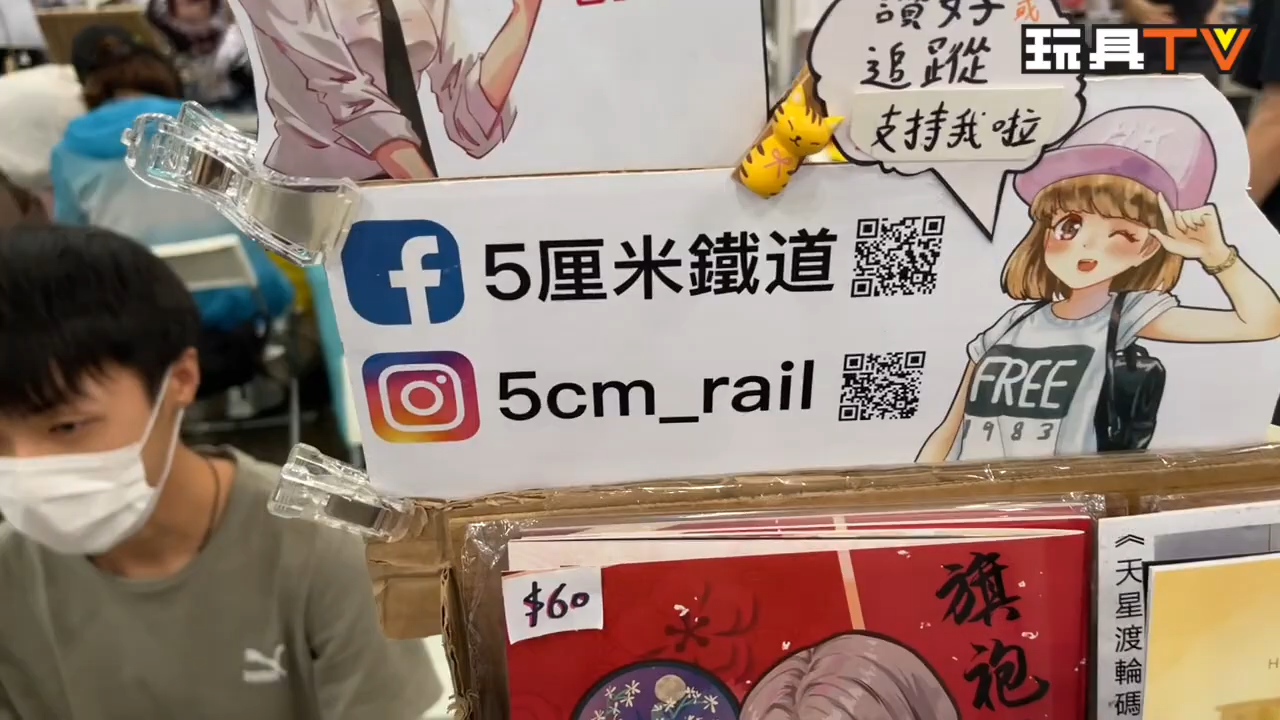 讚好或
追蹤
支持我啦
玩具TV
5厘米鐵道
5cm_rail
FREE
1983
$60
旗袍
《天星渡輪碼